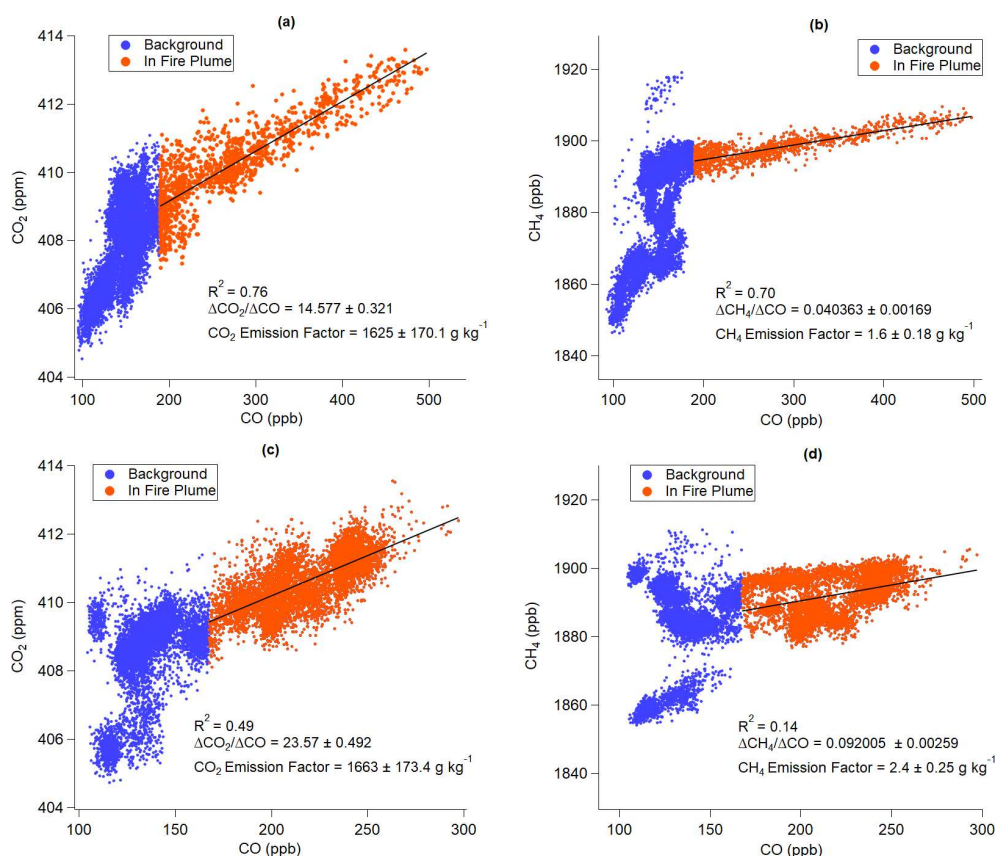 (a)
Background
In Fire Plume
414
412
410
408
406
404
CO₂ (ppm)
R² = 0.76
ΔCO₂/ΔCO = 14.577 ± 0.321
CO₂ Emission Factor = 1625 ± 170.1 g kg⁻¹
100 200 300 400 500
CO (ppb)
(b)
Background
In Fire Plume
1920
1900
1880
1860
1840
CH₄ (ppb)
R² = 0.70
ΔCH₄/ΔCO = 0.040363 ± 0.00169
CH₄ Emission Factor = 1.6 ± 0.18 g kg⁻¹
100 200 300 400 500
CO (ppb)
(c)
Background
In Fire Plume
414
412
410
408
406
404
CO₂ (ppm)
R² = 0.49
ΔCO₂/ΔCO = 23.57 ± 0.492
CO₂ Emission Factor = 1663 ± 173.4 g kg⁻¹
100 150 200 250 300
CO (ppb)
(d)
Background
In Fire Plume
1920
1900
1880
1860
1840
CH₄ (ppb)
R² = 0.14
ΔCH₄/ΔCO = 0.092005 ± 0.00259
CH₄ Emission Factor = 2.4 ± 0.25 g kg⁻¹
100 150 200 250 300
CO (ppb)